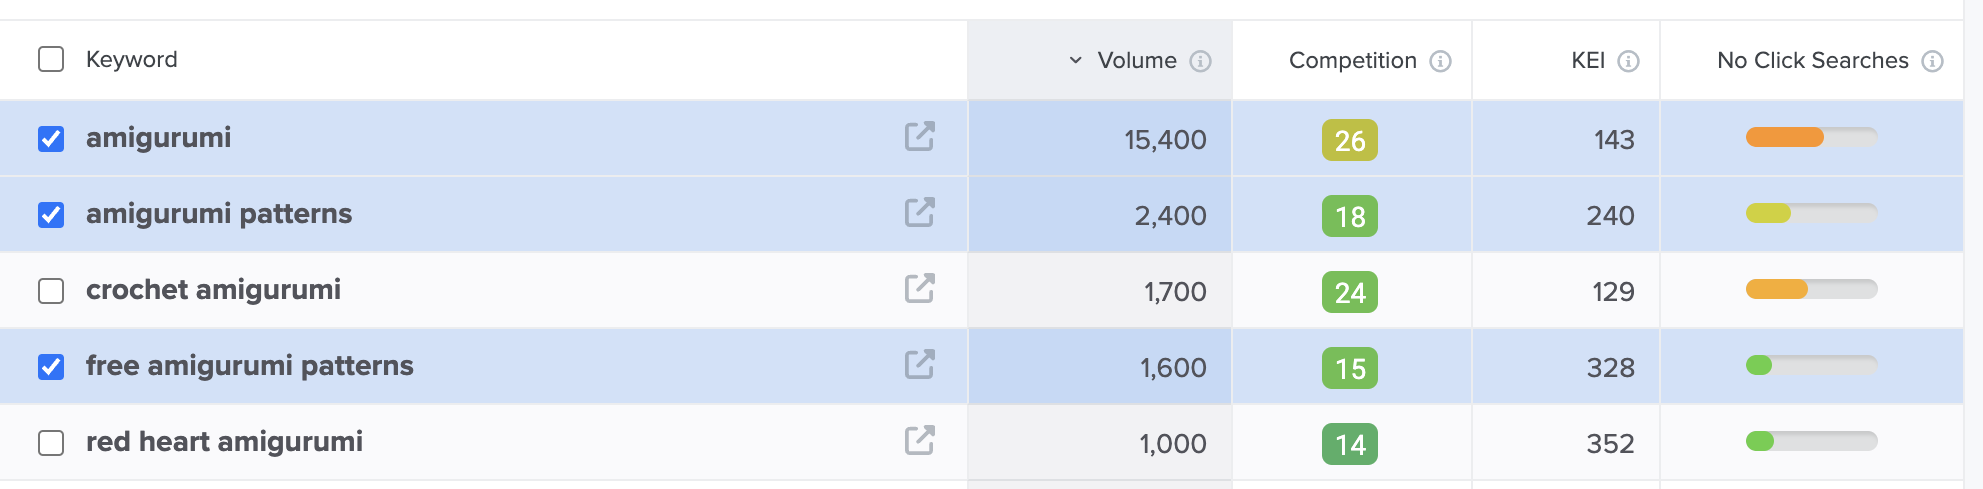 Keyword Volume Competition KEI No Click Searches
amigurumi 15,400 26 143
amigurumi patterns 2,400 18 240
crochet amigurumi 1,700 24 129
free amigurumi patterns 1,600 15 328
red heart amigurumi 1,000 14 352